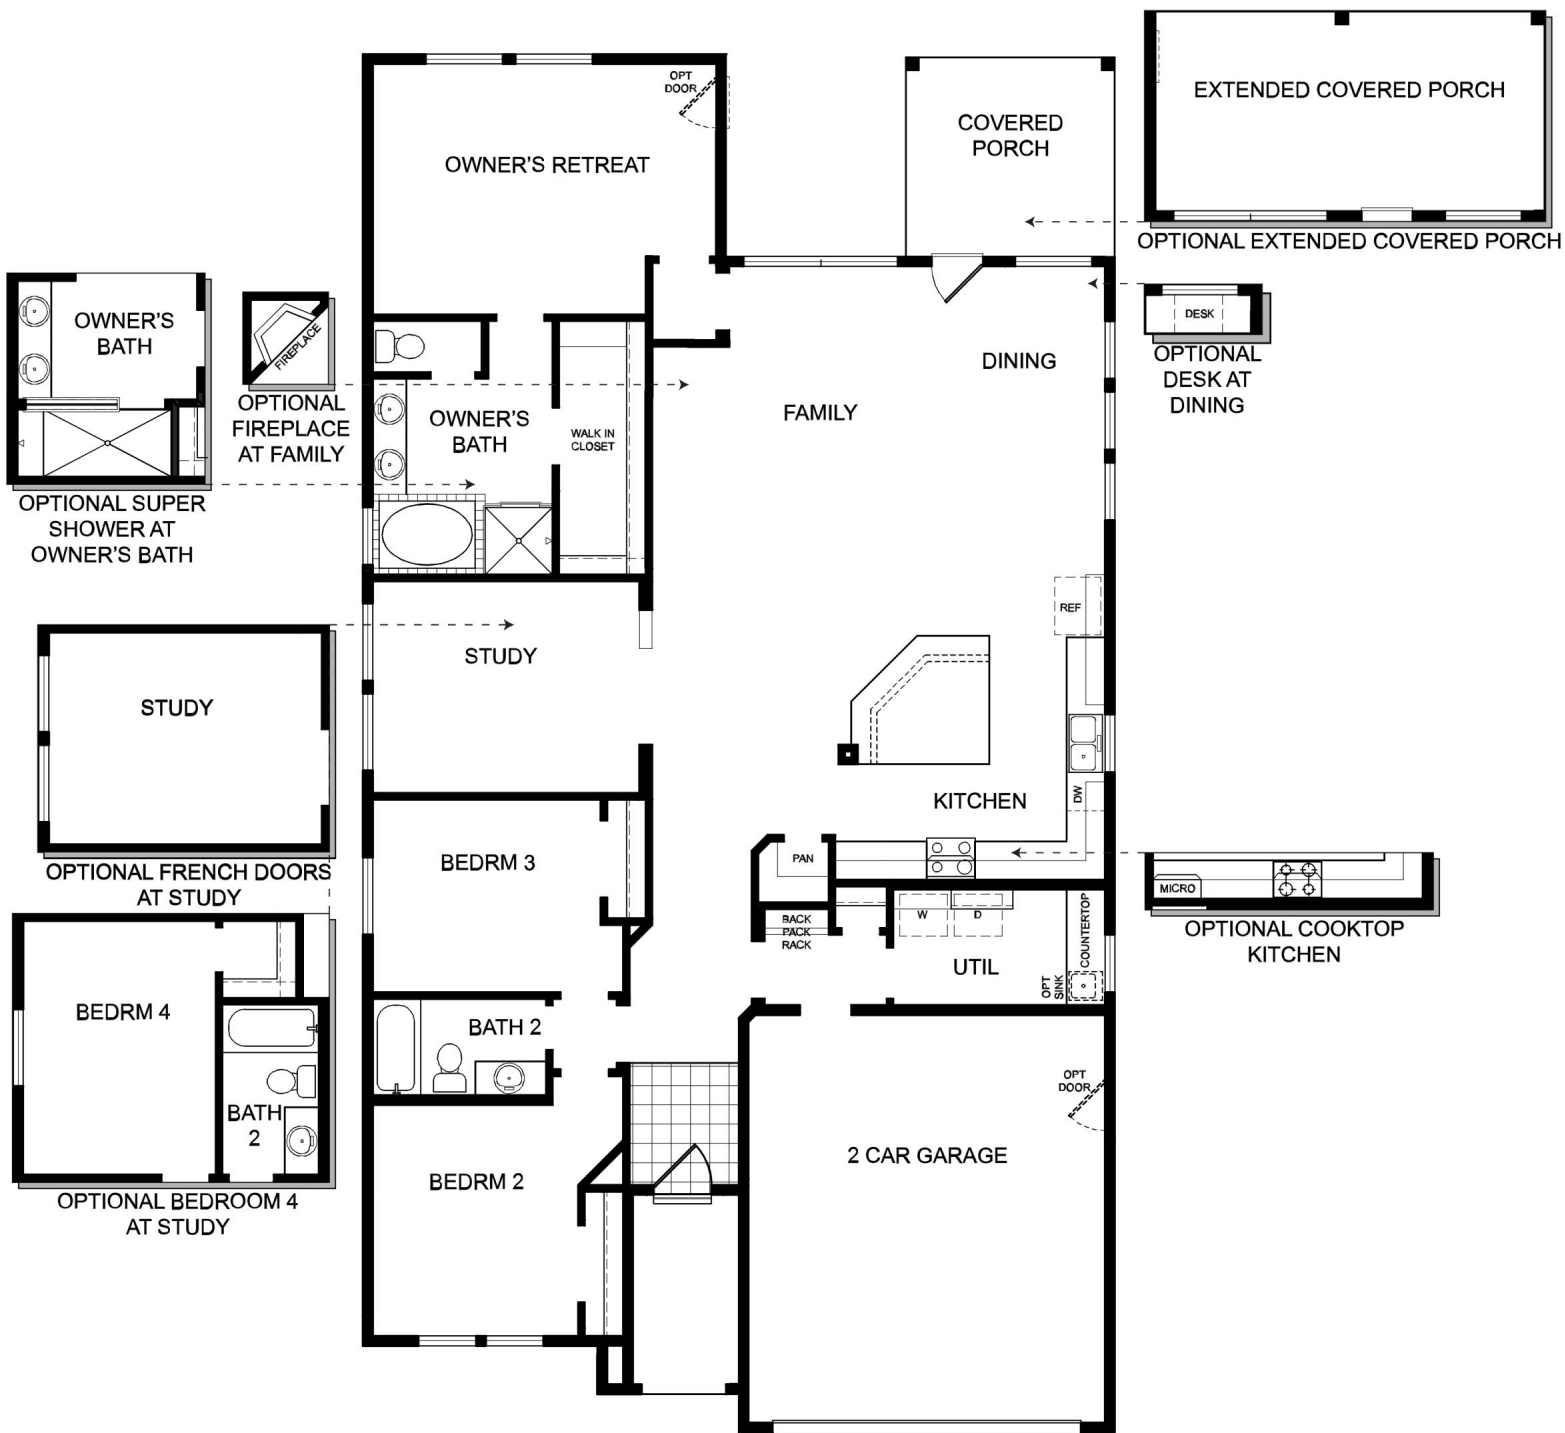 OPT
DOOR
OWNER'S RETREAT
COVERED
PORCH
EXTENDED COVERED PORCH
OPTIONAL EXTENDED COVERED PORCH
OWNER'S
BATH
OPTIONAL SUPER
SHOWER AT
OWNER'S BATH
FIREPLACE
OPTIONAL
FIREPLACE
AT FAMILY
OWNER'S
BATH
WALK IN
CLOSET
FAMILY
DINING
DESK
OPTIONAL
DESK AT
DINING
STUDY
OPTIONAL FRENCH DOORS
AT STUDY
STUDY
REF
KITCHEN
DW
PAN
MICRO
OPTIONAL COOKTOP
KITCHEN
BEDRM 3
BACK
PACK
RACK
W
D
UTIL
COUNTERTOP
OPT
SINK
BEDRM 4
BATH
2
OPTIONAL BEDROOM 4
AT STUDY
BATH 2
BEDRM 2
OPT
DOOR
2 CAR GARAGE